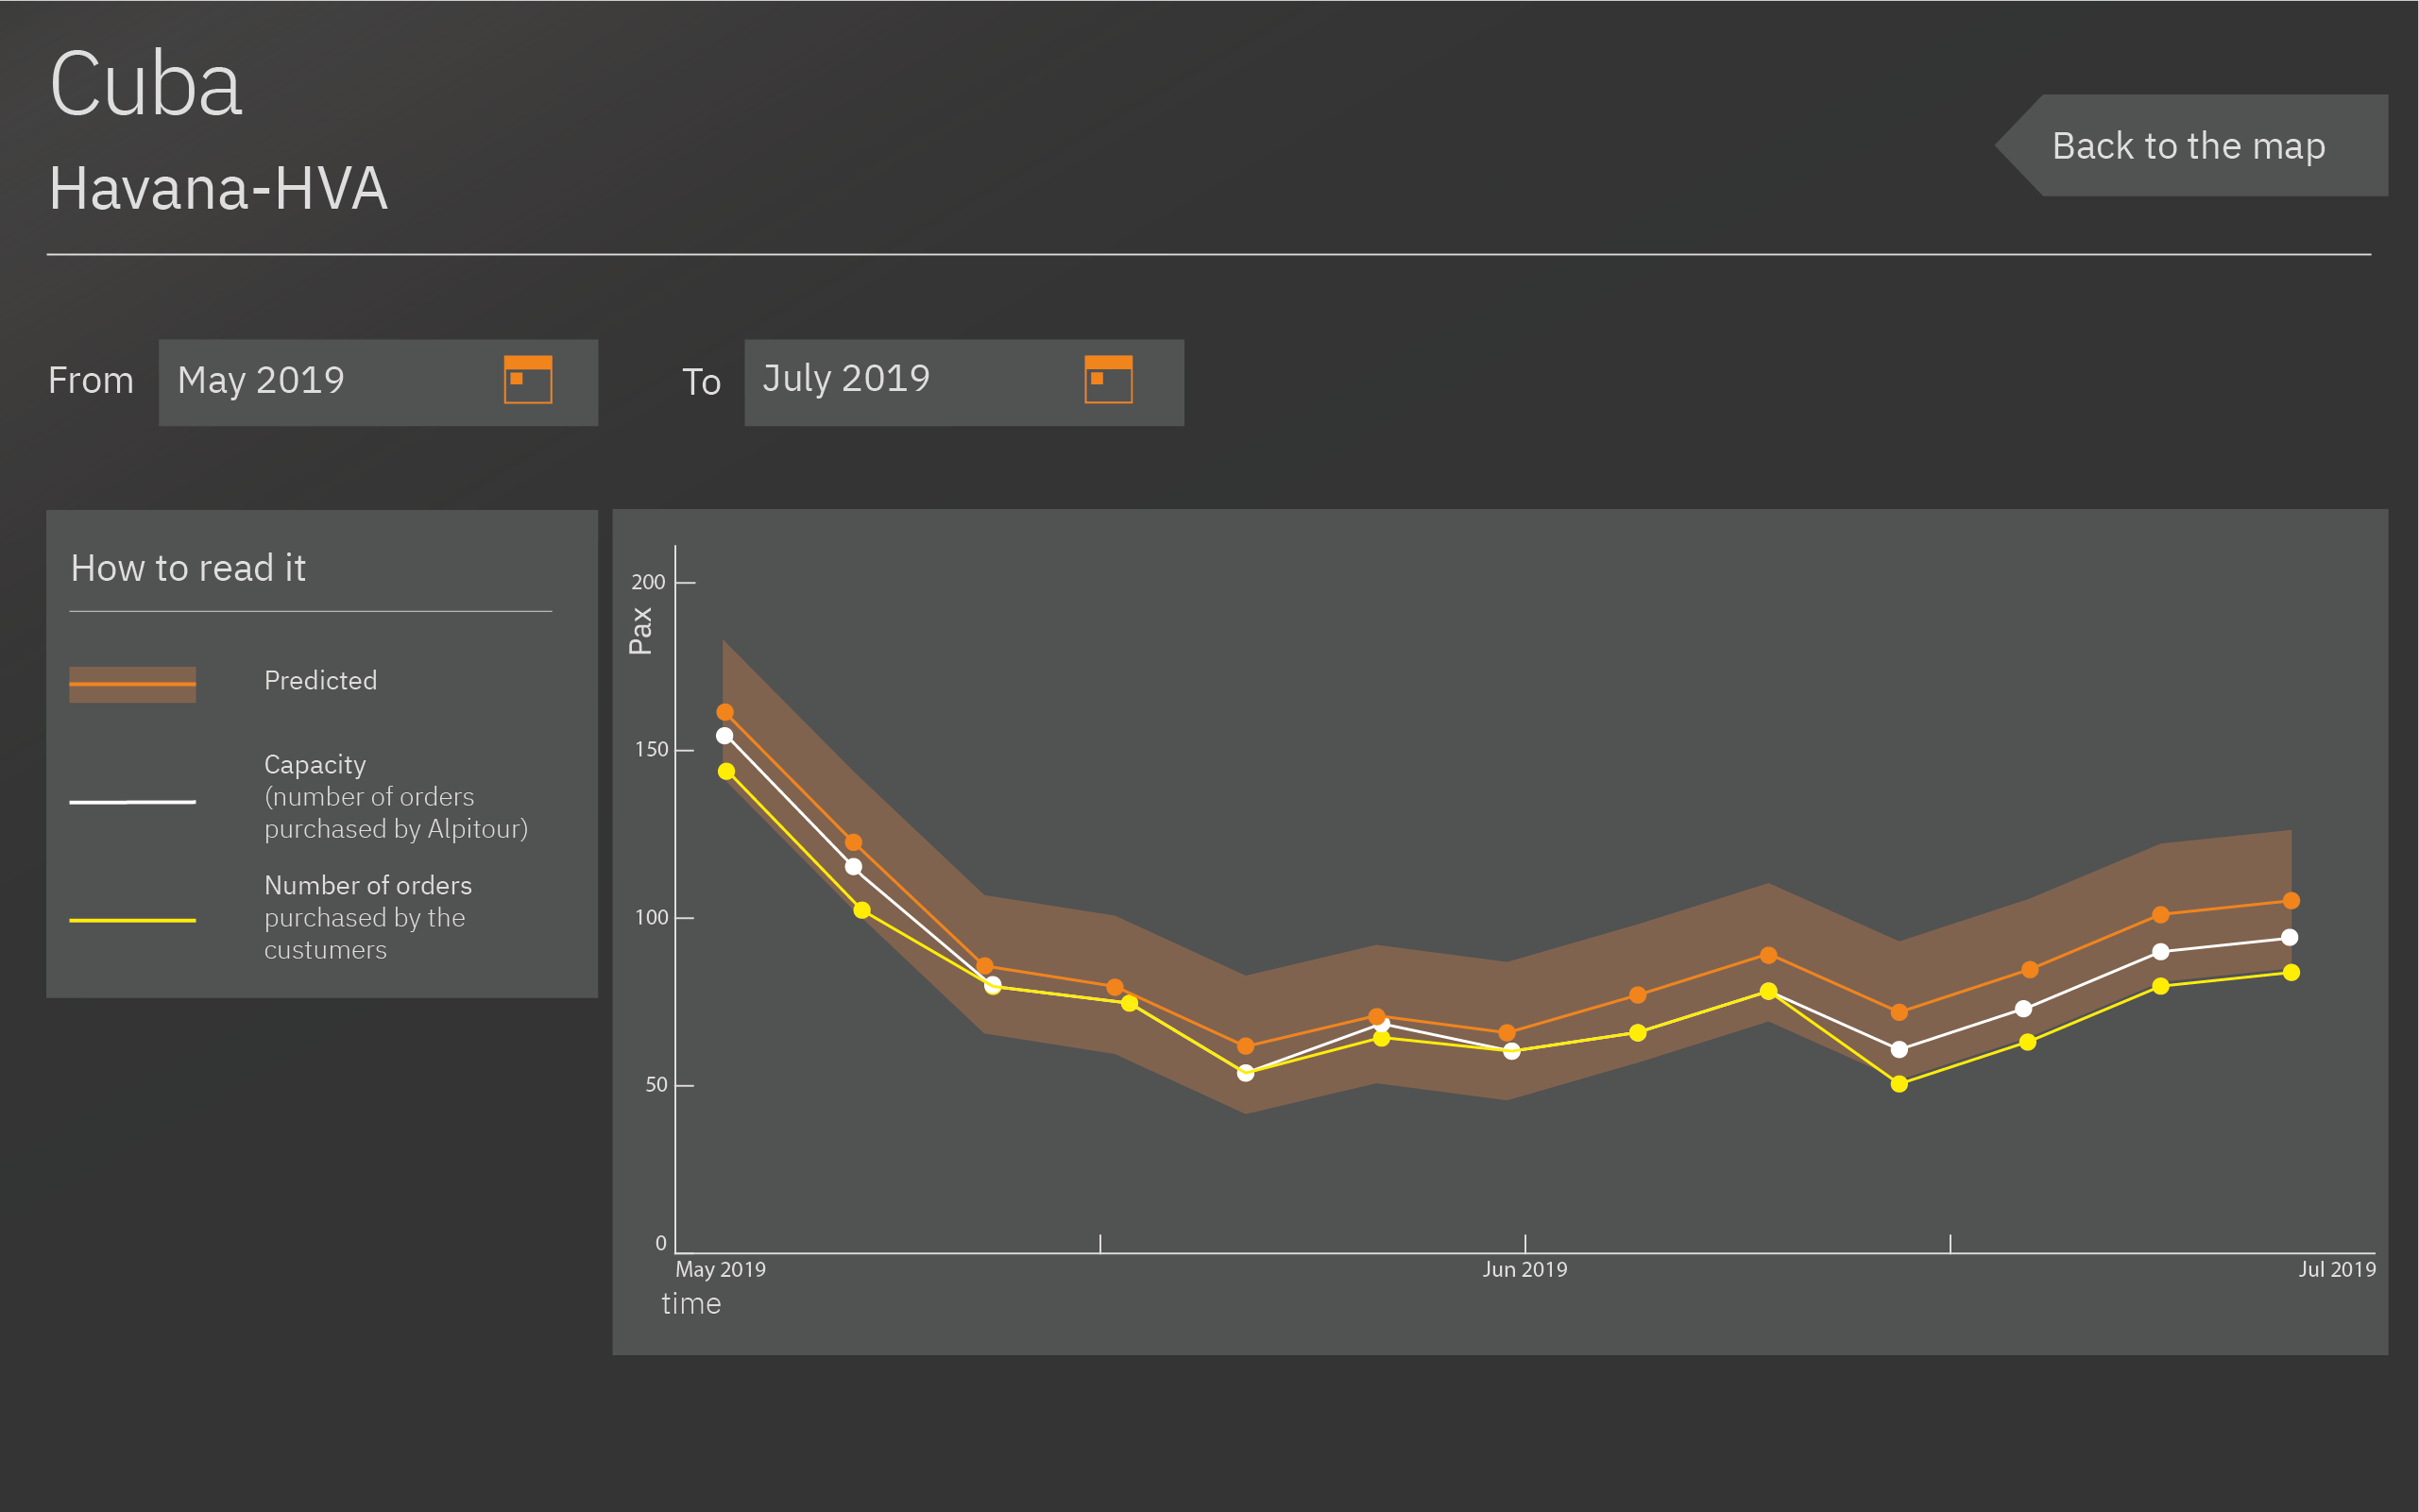 Cuba
Havana-HVA
Back to the map
From
May 2019
To
July 2019
How to read it
Predicted
Capacity
(number of orders
purchased by Alpitour)
Number of orders
purchased by the
custumers
200
Pax
150
100
50
0
May 2019
Jun 2019
Jul 2019
time